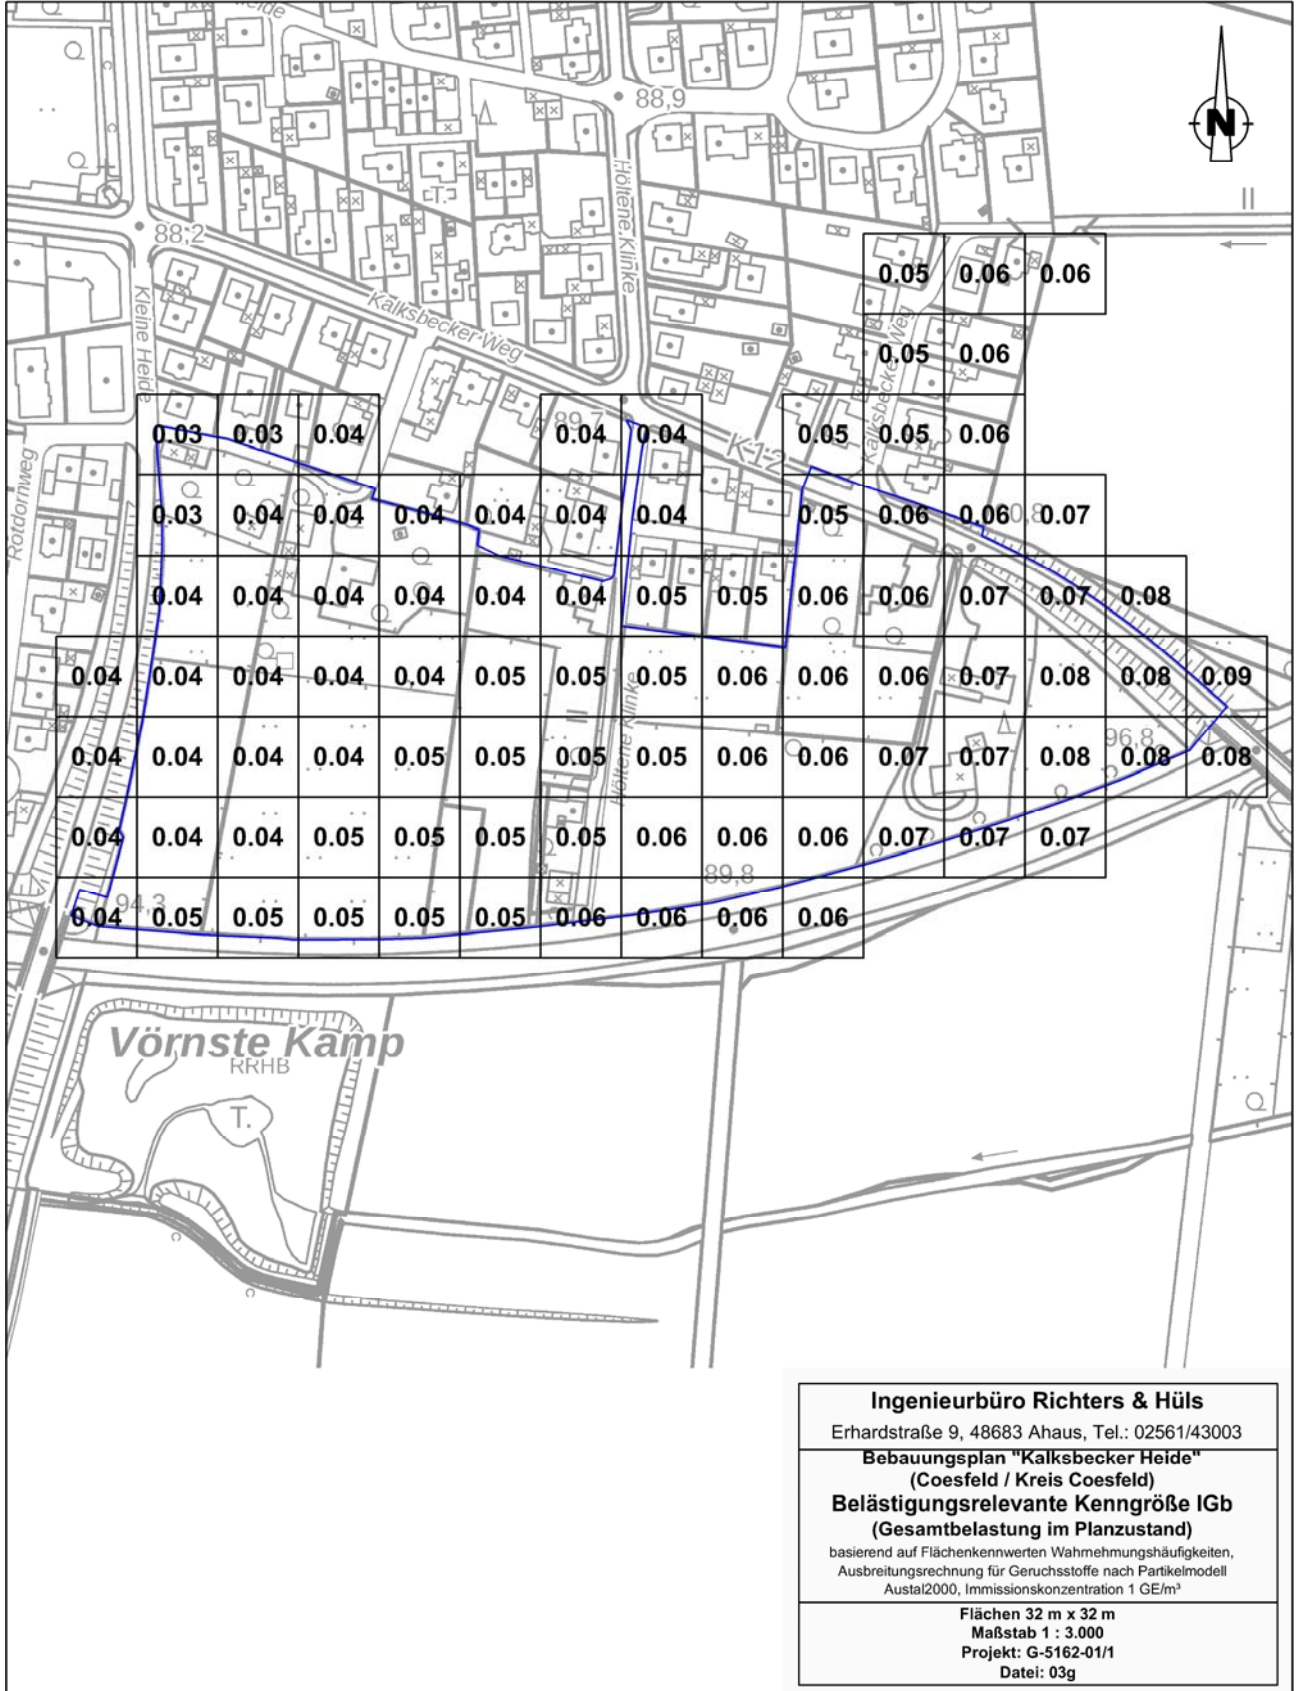 eide
88,9
Höltene Klinke
T.
II
88,2
Kalksbecker Weg
Kleine Heide
0.05 0.06 0.06
Kalksbecker Weg
0.05 0.06
89,7
0.03 0.03 0.04 0.04 0.04 0.05 0.05 0.06
K 12
Rotdornweg
90,8
0.03 0.04 0.04 0.04 0.04 0.04 0.04 0.05 0.06 0.06 0.07
0.04 0.04 0.04 0.04 0.04 0.04 0.05 0.05 0.06 0.06 0.07 0.07 0.08
0.04 0.04 0.04 0.04 0.04 0.05 0.05 0.05 0.06 0.06 0.06 0.07 0.08 0.08 0.09
II
Höltene Klinke
96,8
0.04 0.04 0.04 0.04 0.05 0.05 0.05 0.05 0.06 0.06 0.07 0.07 0.08 0.08 0.08
0.04 0.04 0.04 0.05 0.05 0.05 0.05 0.06 0.06 0.06 0.07 0.07 0.07
89,8
94,3
0.04 0.05 0.05 0.05 0.05 0.05 0.06 0.06 0.06 0.06
Vörnste Kamp
RRHB
T.
Ingenieurbüro Richters & Hüls
Erhardstraße 9, 48683 Ahaus, Tel.: 02561/43003
Bebauungsplan "Kalksbecker Heide"
(Coesfeld / Kreis Coesfeld)
Belästigungsrelevante Kenngröße IGb
(Gesamtbelastung im Planzustand)
basierend auf Flächenkennwerten Wahrnehmungshäufigkeiten,
Ausbreitungsrechnung für Geruchsstoffe nach Partikelmodell
Austal2000, Immissionskonzentration 1 GE/m³
Flächen 32 m x 32 m
Maßstab 1 : 3.000
Projekt: G-5162-01/1
Datei: 03g
N